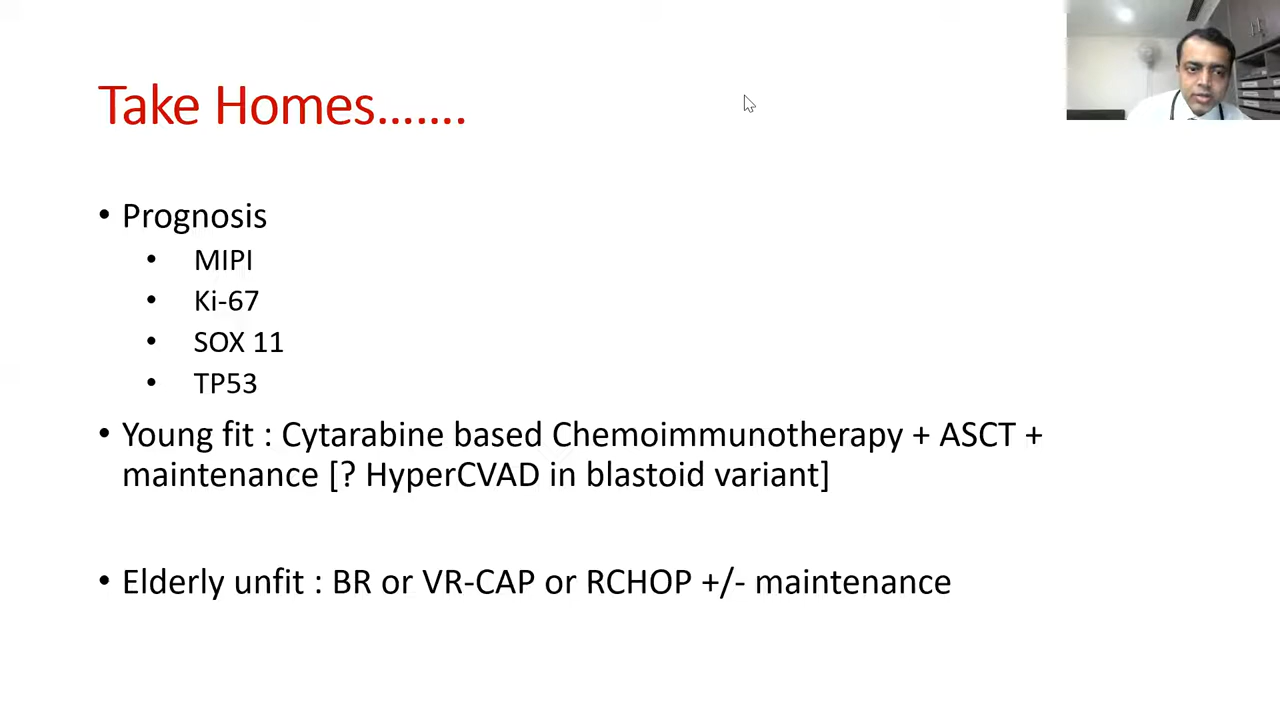 Take Homes.......
• Prognosis
• MIPI
• Ki-67
• SOX 11
• TP53
• Young fit : Cytarabine based Chemoimmunotherapy + ASCT +
maintenance [? HyperCVAD in blastoid variant]
• Elderly unfit : BR or VR-CAP or RCHOP +/- maintenance